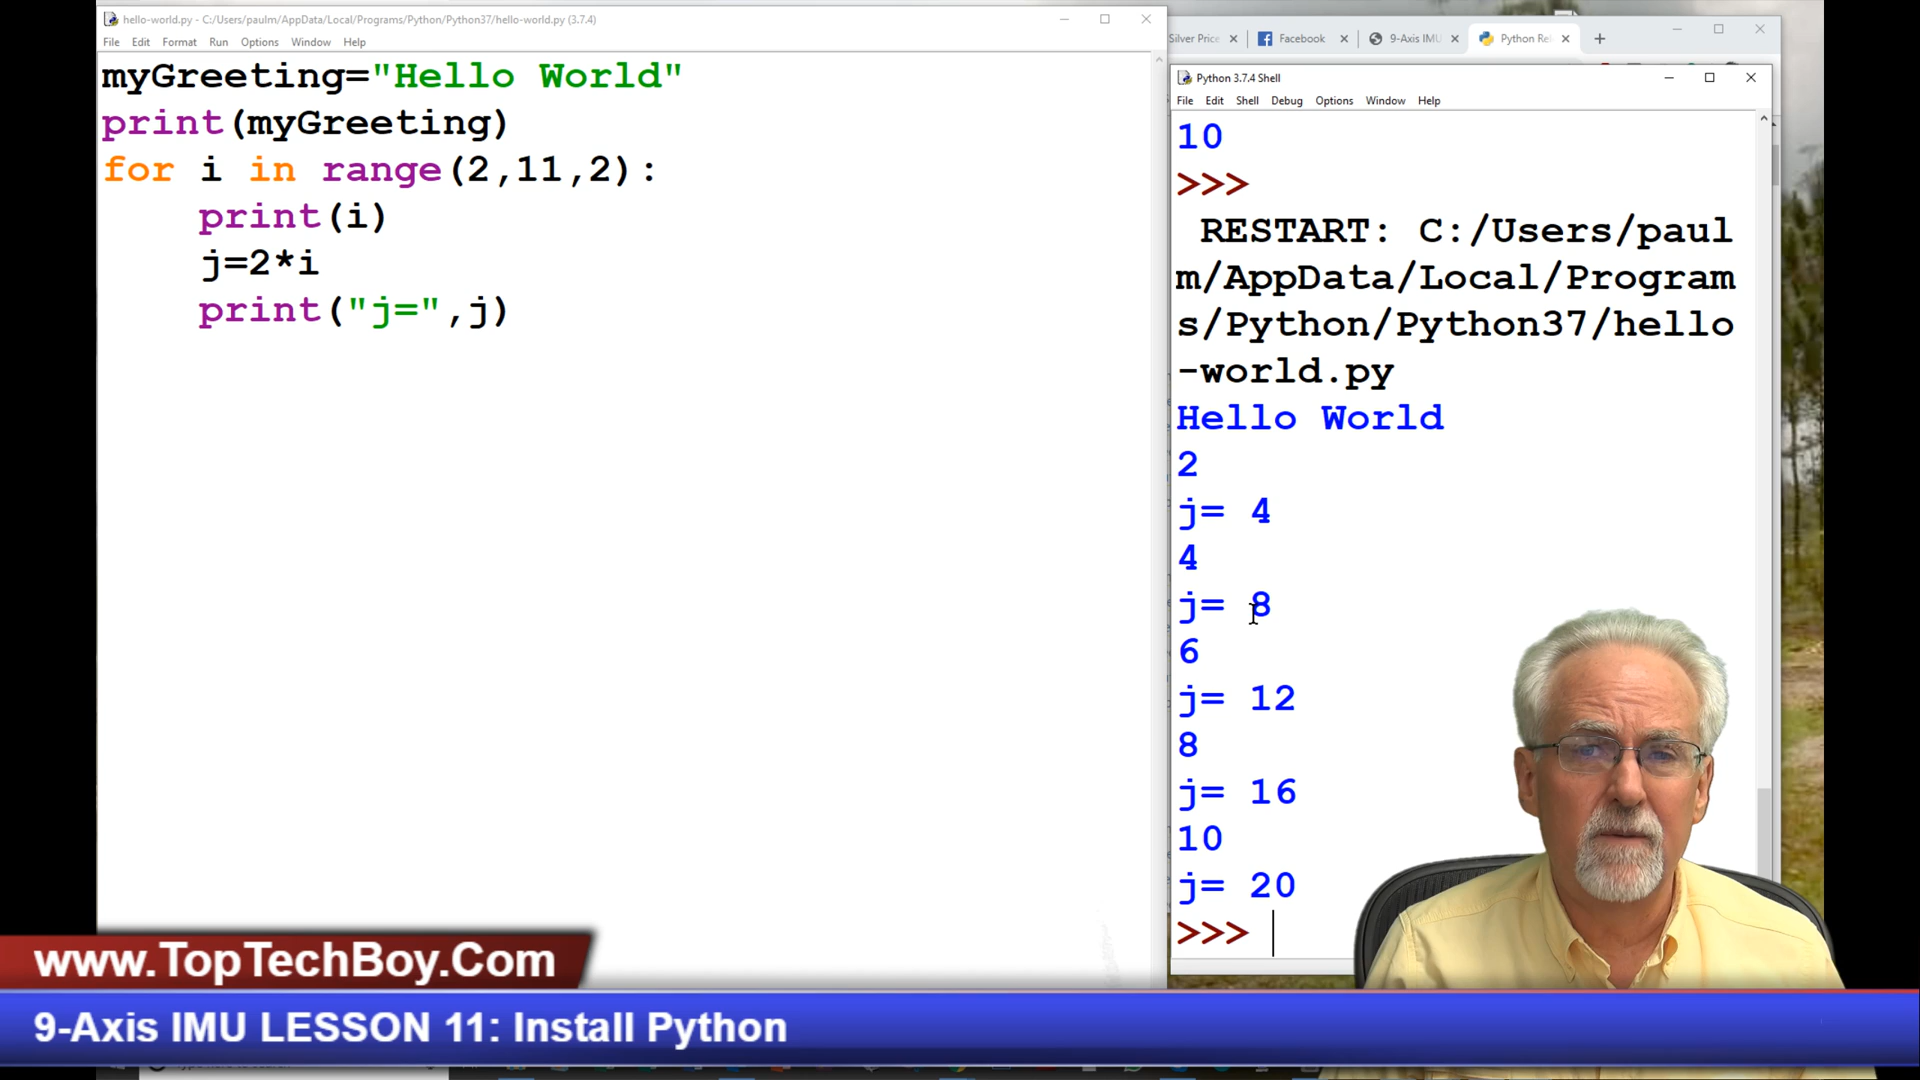 hello-world.py - C:/Users/paulm/AppData/Local/Programs/Python/Python37/hello-world.py (3.7.4)
File Edit Format Run Options Window Help
myGreeting="Hello World"
print(myGreeting)
for i in range(2,11,2):
print(i)
j=2*i
print("j=",j)
Silver Price Facebook 9-Axis IMU Python Rel
Python 3.7.4 Shell
File Edit Shell Debug Options Window Help
10
>>>
RESTART: C:/Users/paul
m/AppData/Local/Program
s/Python/Python37/hello
-world.py
Hello World
2
j= 4
4
j= 8
6
j= 12
8
j= 16
10
j= 20
>>>
www.TopTechBoy.Com
9-Axis IMU LESSON 11: Install Python